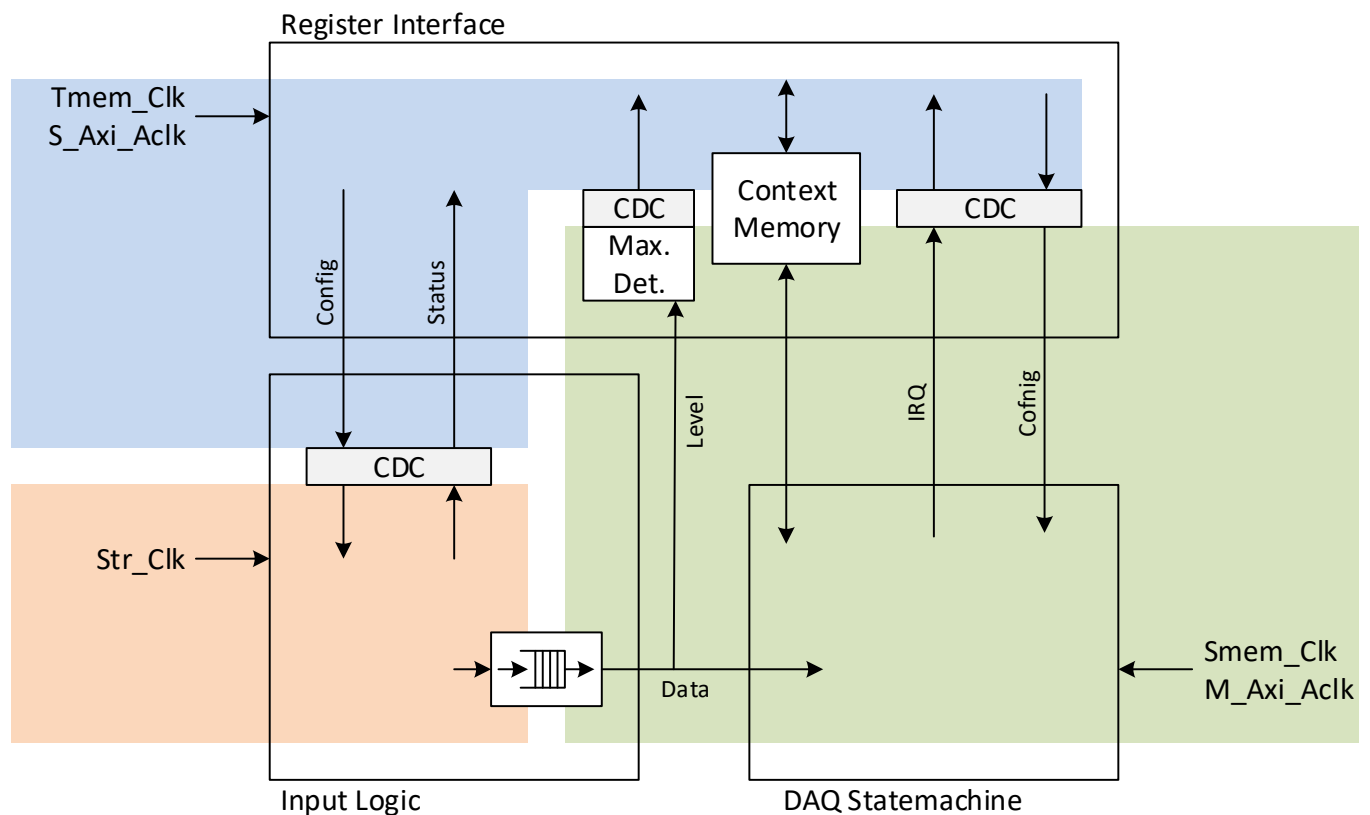 Register Interface
Tmem_Clk
S_Axi_Aclk
CDC
Max.
Det.
Context
Memory
CDC
Config
Status
Level
IRQ
Cofnig
CDC
Str_Clk
Data
Smem_Clk
M_Axi_Aclk
Input Logic
DAQ Statemachine